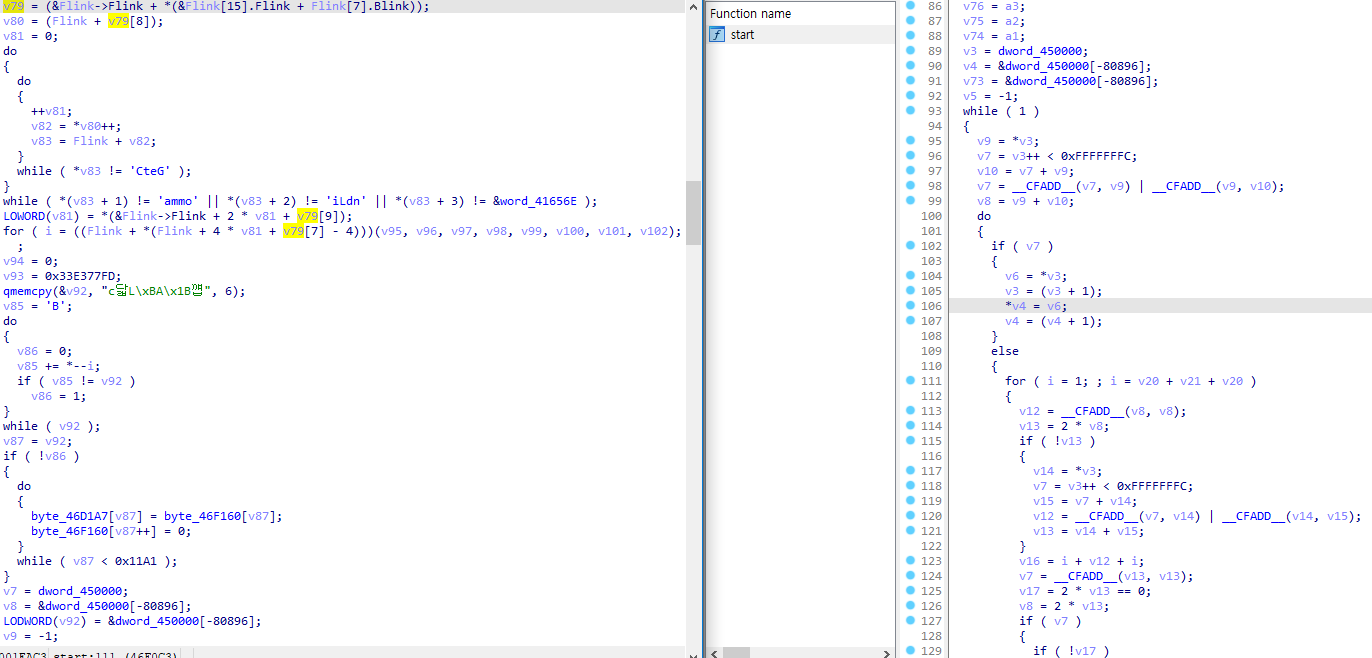 v79 = (&Flink->Flink + *(&Flink[15].Flink + Flink[7].Blink));
v80 = (Flink + v79[8]);
v81 = 0;
do
{
do
{
++v81;
v82 = *v80++;
v83 = Flink + v82;
}
while ( *v83 != 'CteG' );
}
while ( *(v83 + 1) != 'ammo' || *(v83 + 2) != 'iLdn' || *(v83 + 3) != &word_41656E );
LOWORD(v81) = *(&Flink->Flink + 2 * v81 + v79[9]);
for ( i = ((Flink + *(Flink + 4 * v81 + v79[7] - 4)))(v95, v96, v97, v98, v99, v100, v101, v102);
;
v94 = 0;
v93 = 0x33E377FD;
qmemcpy(&v92, 6);
v85 = 'B';
do
{
v86 = 0;
v85 += *--i;
if ( v85 != v92 )
v86 = 1;
}
while ( v92 );
v87 = v92;
if ( !v86 )
{
do
{
byte_46D1A7[v87] = byte_46F160[v87];
byte_46F160[v87++] = 0;
}
while ( v87 < 0x11A1 );
}
v7 = dword_450000;
v8 = &dword_450000[-80896];
LODWORD(v92) = &dword_450000[-80896];
v9 = -1;
Function name
f start
86 v76 = a3;
87 v75 = a2;
88 v74 = a1;
89 v3 = dword_450000;
90 v4 = &dword_450000[-80896];
91 v73 = &dword_450000[-80896];
92 v5 = -1;
93 while ( 1 )
94 {
95 v9 = *v3;
96 v7 = v3++ < 0xFFFFFFFC;
97 v10 = v7 + v9;
98 v7 = __CFADD__(v7, v9) | __CFADD__(v9, v10);
99 v8 = v9 + v10;
100 do
101 {
102 if ( v7 )
103 {
104 v6 = *v3;
105 v3 = (v3 + 1);
106 *v4 = v6;
107 v4 = (v4 + 1);
108 }
109 else
110 {
111 for ( i = 1; ; i = v20 + v21 + v20 )
112 {
113 v12 = __CFADD__(v8, v8);
114 v13 = 2 * v8;
115 if ( !v13 )
116 {
117 v14 = *v3;
118 v7 = v3++ < 0xFFFFFFFC;
119 v15 = v7 + v14;
120 v12 = __CFADD__(v7, v14) | __CFADD__(v14, v15);
121 v13 = v14 + v15;
122 }
123 v16 = i + v12 + i;
124 v7 = __CFADD__(v13, v13);
125 v17 = 2 * v13 == 0;
126 v8 = 2 * v13;
127 if ( v7 )
128 {
129 if ( !v17 )